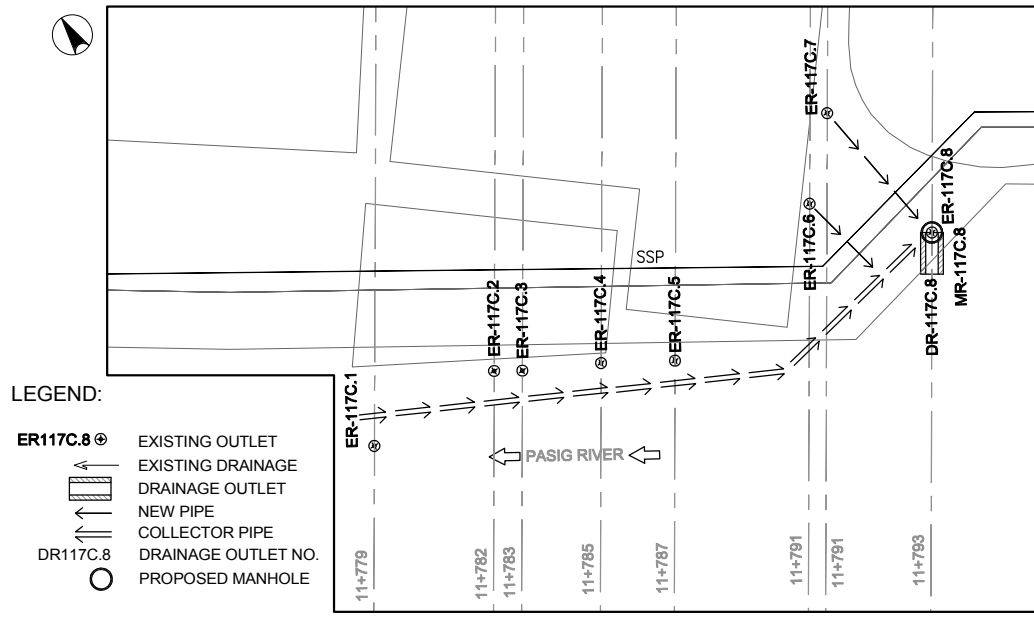 ER-117C.7
ER-117C.8
ER-117C.6
MR-117C.8
SSP
ER-117C.2
ER-117C.3
ER-117C.4
ER-117C.5
DR-117C.8
ER-117C.1
PASIG RIVER
LEGEND:
ER117C.8 EXISTING OUTLET
EXISTING DRAINAGE
DRAINAGE OUTLET
NEW PIPE
COLLECTOR PIPE
DR117C.8 DRAINAGE OUTLET NO.
PROPOSED MANHOLE
11+779
11+782
11+783
11+785
11+787
11+791
11+791
11+793